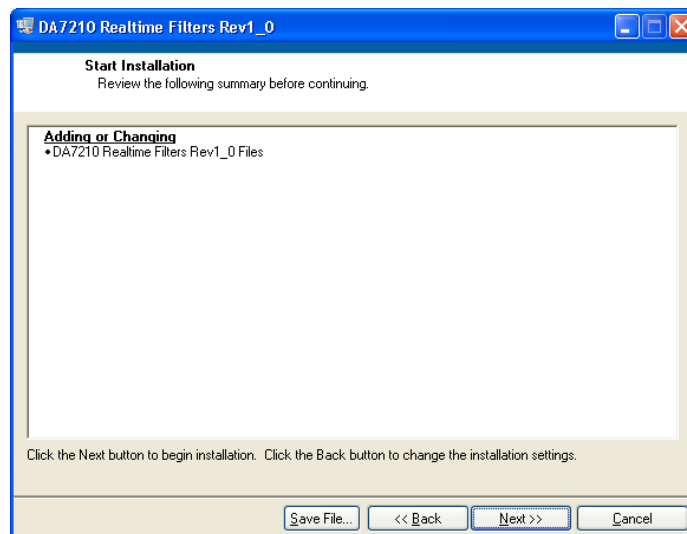 DA7210 Realtime Filters Rev1_0
Start Installation
Review the following summary before continuing.
Adding or Changing
•DA7210 Realtime Filters Rev1_0 Files
Click the Next button to begin installation.  Click the Back button to change the installation settings.
Save File... << Back Next >> Cancel